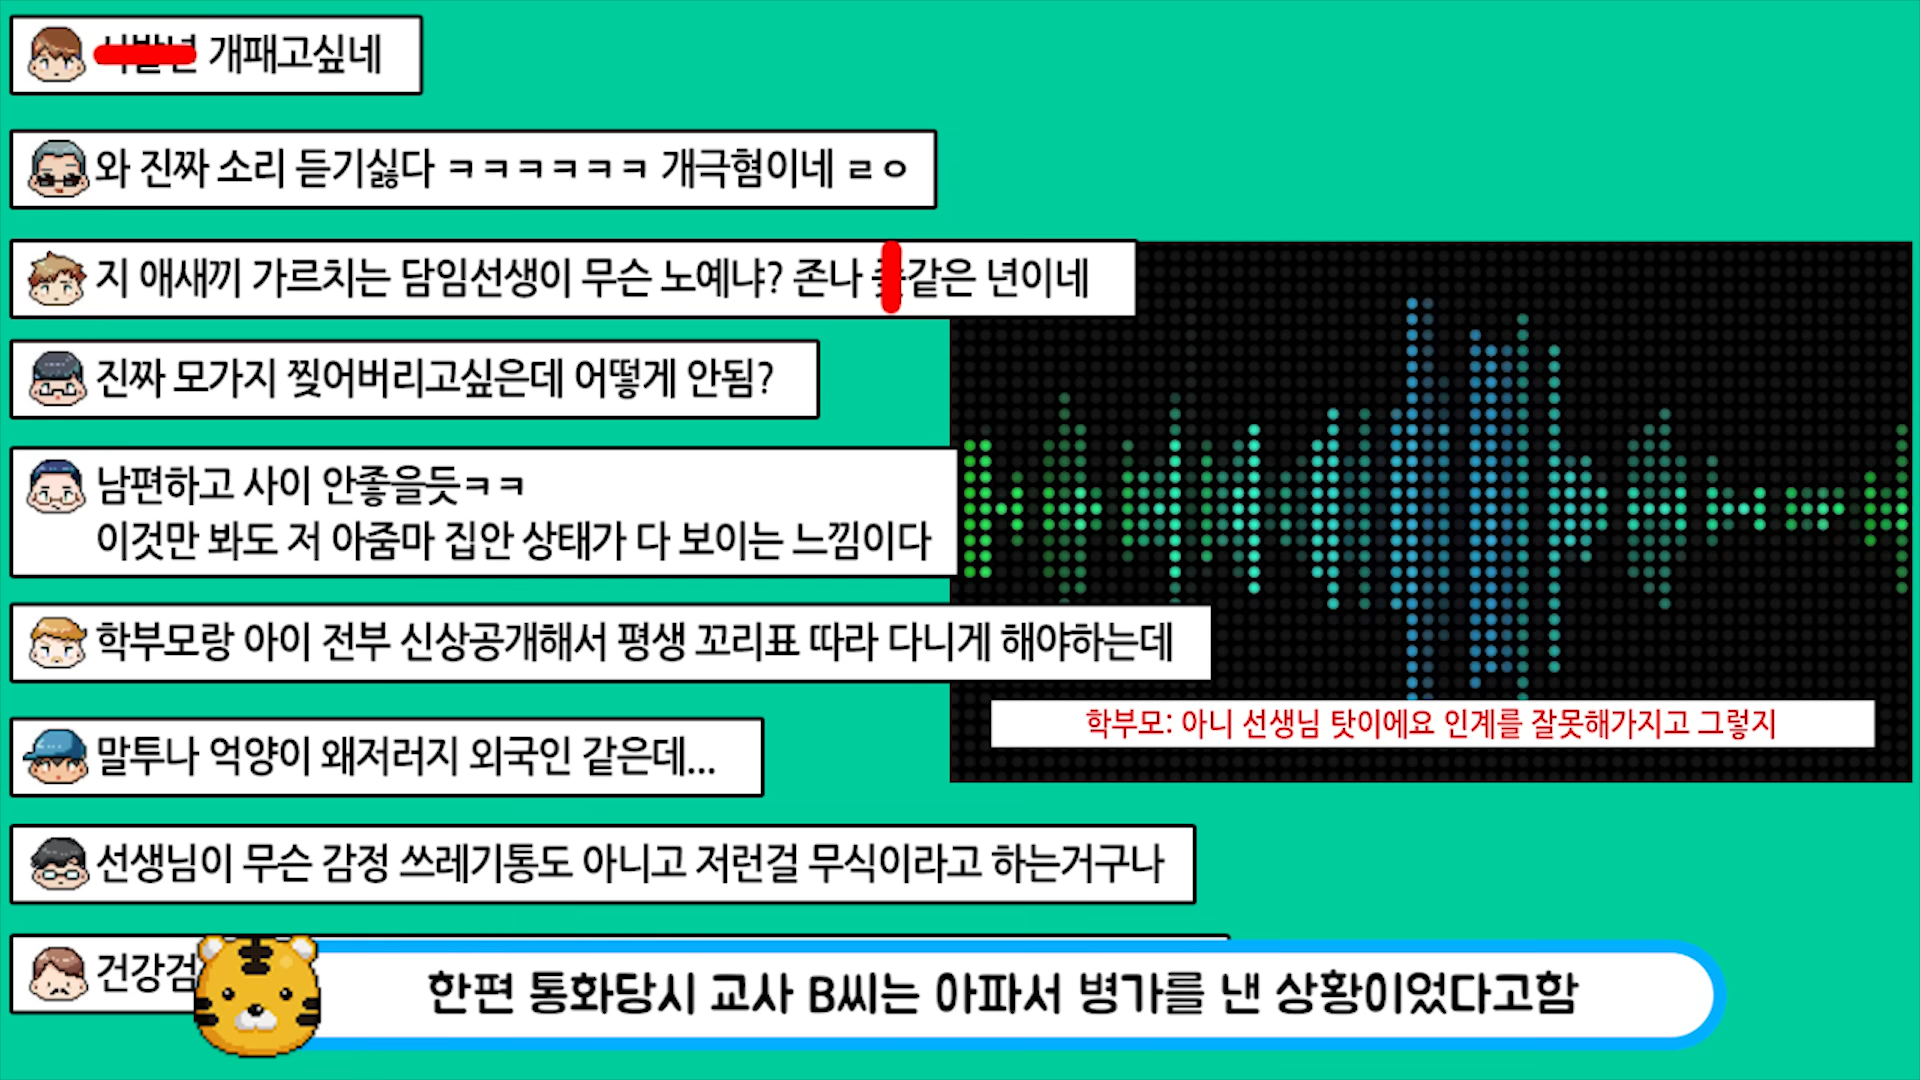 개패고싶네
와 진짜 소리 듣기싫다 ㅋㅋㅋㅋㅋㅋ 개극혐이네 ㄹㅇ
지 애새끼 가르치는 담임선생이 무슨 노예냐? 존나 같은 년이네
진짜 모가지 찢어버리고싶은데 어떻게 안됨?
남편하고 사이 안좋을듯ㅋㅋ
이것만 봐도 저 아줌마 집안 상태가 다 보이는 느낌이다
학부모랑 아이 전부 신상공개해서 평생 꼬리표 따라 다니게 해야하는데
학부모: 아니 선생님 탓이에요 인계를 잘못해가지고 그렇지
말투나 억양이 왜저러지 외국인 같은데...
선생님이 무슨 감정 쓰레기통도 아니고 저런걸 무식이라고 하는거구나
건강검
한편 통화당시 교사 B씨는 아파서 병가를 낸 상황이었다고함